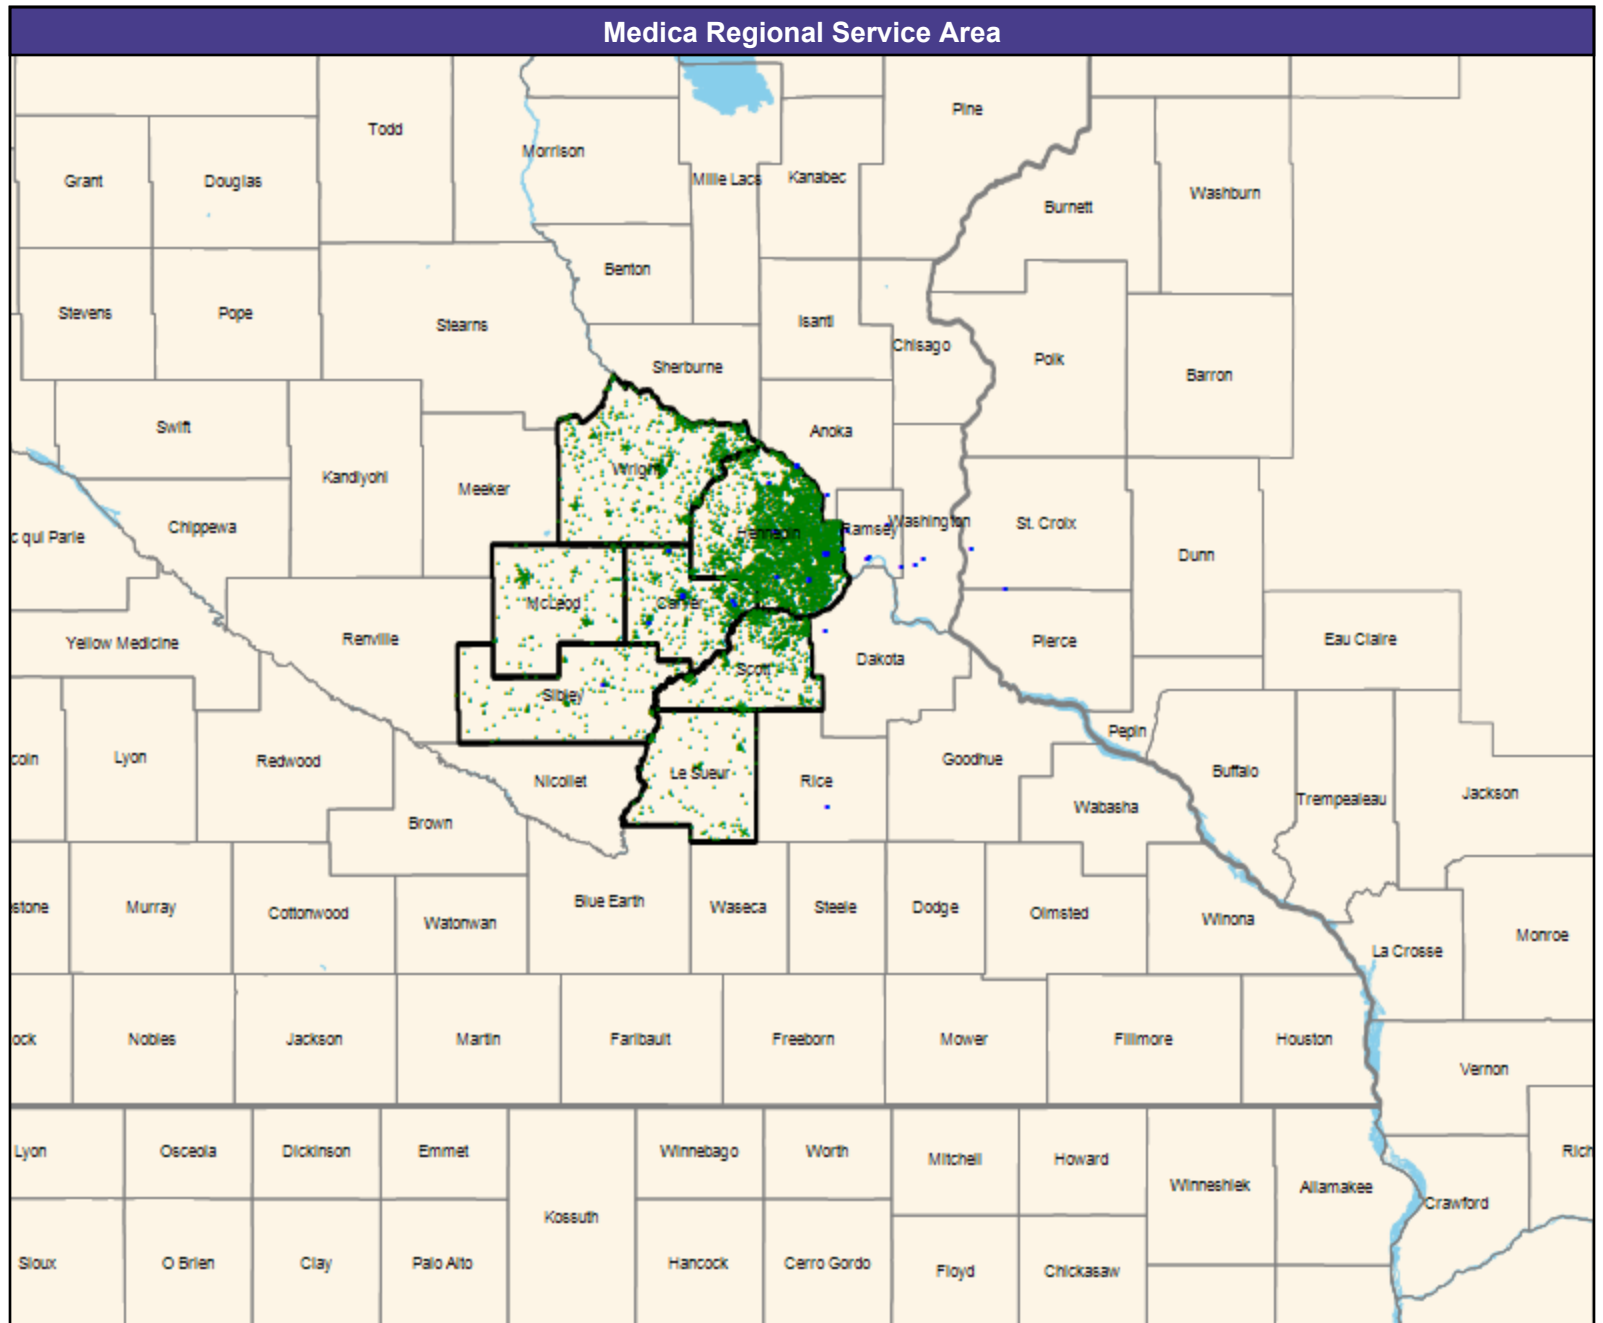 Medica Regional Service Area
Pine
Todd
Morrison
Mille Lacs
Kanabec
Grant
Douglas
Washburn
Burnett
Benton
Stevens
Pope
Isanti
Stearns
Chisago
Polk
Sherburne
Barron
Swift
Anoka
Wright
Kandiyohi
Meeker
Chippewa
Ramsey
Washington
St. Croix
Hennepin
c qui Parle
Dunn
McLeod
Carver
Yellow Medicine
Renville
Pierce
Eau Claire
Dakota
Scott
Sibley
Pepin
coln
Lyon
Redwood
Goodhue
Buffalo
Nicollet
Le Sueur
Rice
Trempealeau
Jackson
Wabasha
Brown
Blue Earth
stone
Murray
Cottonwood
Watonwan
Waseca
Steele
Dodge
Olmsted
Winona
Monroe
La Crosse
ock
Nobles
Jackson
Martin
Faribault
Freeborn
Mower
Fillmore
Houston
Vernon
Lyon
Osceola
Dickinson
Emmet
Winnebago
Worth
Mitchell
Howard
Rich
Winneshiek
Allamakee
Crawford
Kossuth
Sioux
O Brien
Clay
Palo Alto
Hancock
Cerro Gordo
Floyd
Chickasaw